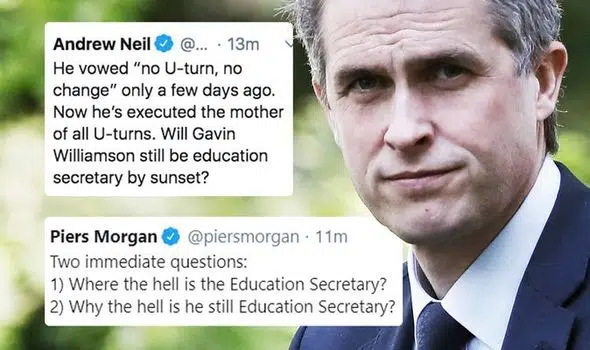 Andrew Neil @... · 13m
He vowed "no U-turn, no
change" only a few days ago.
Now he's executed the mother
of all U-turns. Will Gavin
Williamson still be education
secretary by sunset?
Piers Morgan @piersmorgan · 11m
Two immediate questions:
1) Where the hell is the Education Secretary?
2) Why the hell is he still Education Secretary?